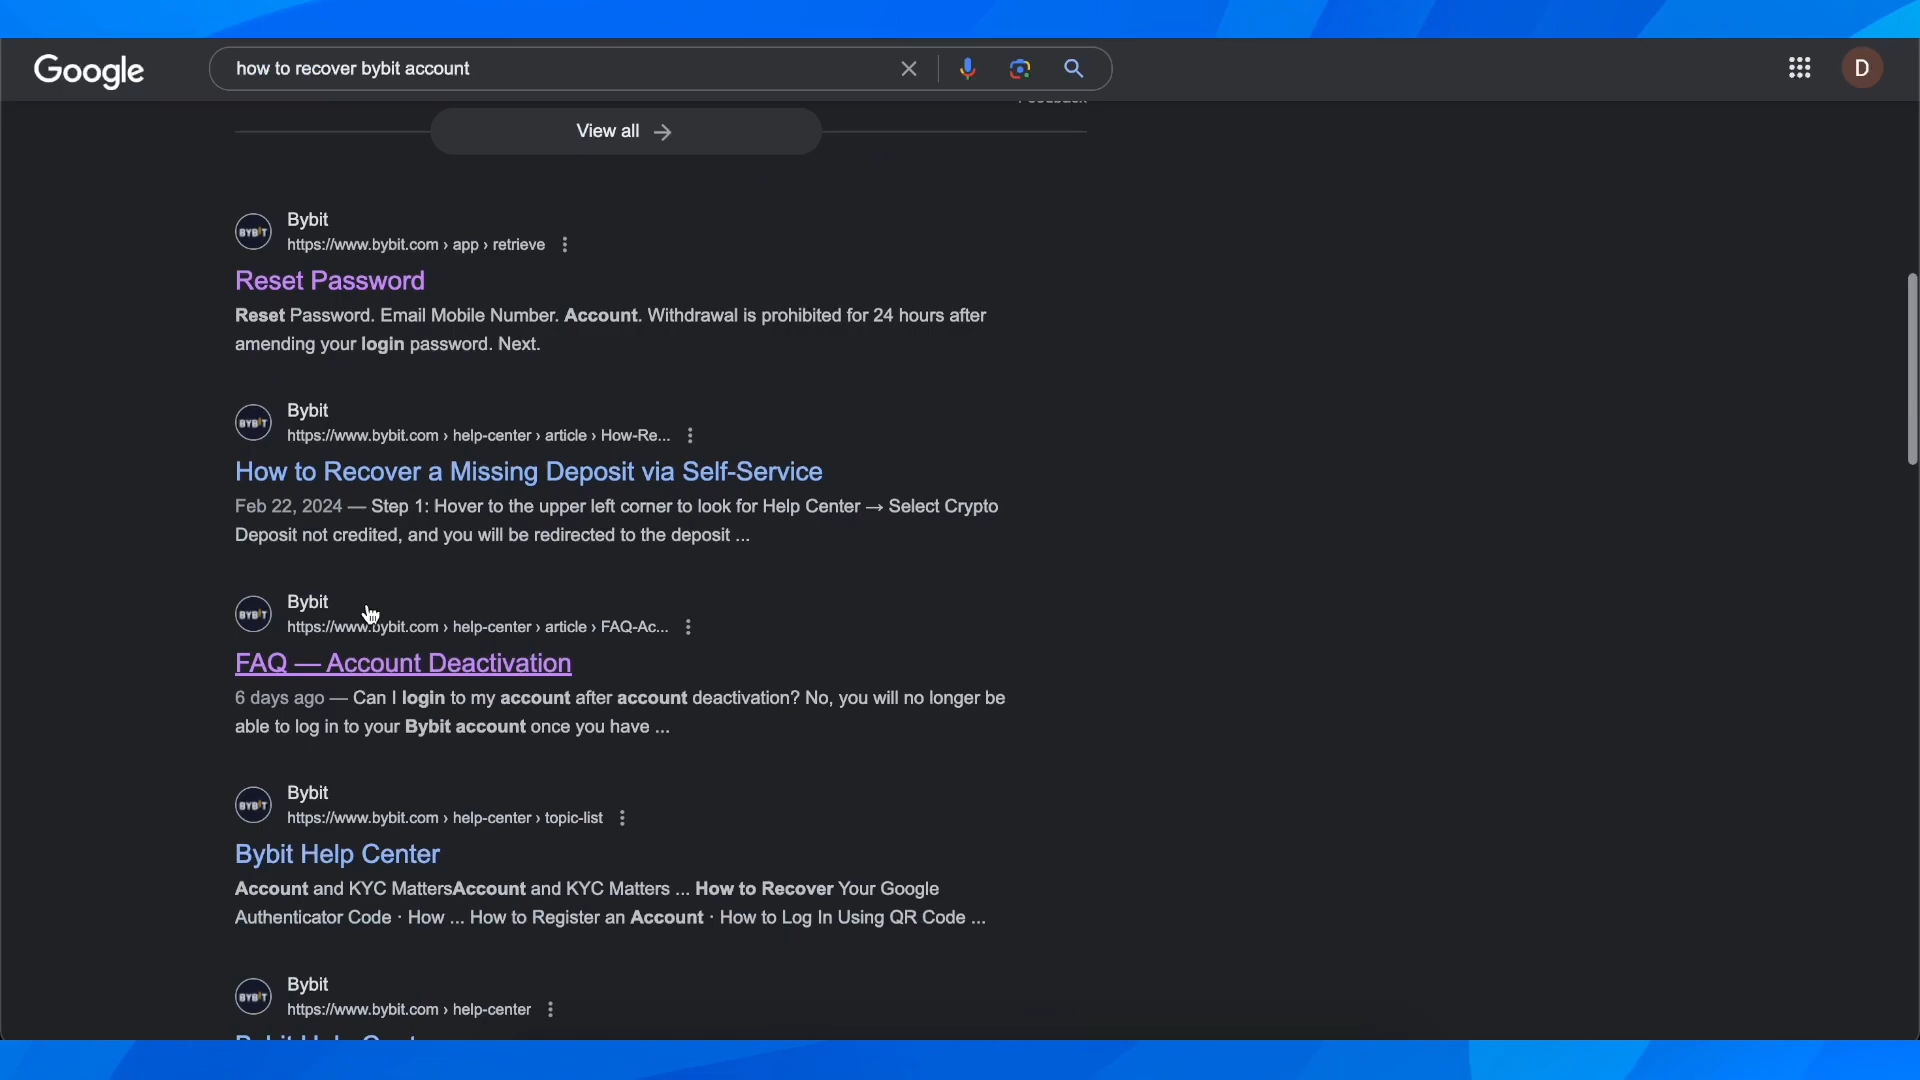 Google
how to recover bybit account
D
View all →
Bybit
https://www.bybit.com › app › retrieve
Reset Password
Reset Password. Email Mobile Number. Account. Withdrawal is prohibited for 24 hours after
amending your login password. Next.
Bybit
https://www.bybit.com › help-center › article › How-Re...
How to Recover a Missing Deposit via Self-Service
Feb 22, 2024 — Step 1: Hover to the upper left corner to look for Help Center → Select Crypto
Deposit not credited, and you will be redirected to the deposit ...
Bybit
https://www.bybit.com › help-center › article › FAQ-Ac...
FAQ — Account Deactivation
6 days ago — Can I login to my account after account deactivation? No, you will no longer be
able to log in to your Bybit account once you have ...
Bybit
https://www.bybit.com › help-center › topic-list
Bybit Help Center
Account and KYC MattersAccount and KYC Matters ... How to Recover Your Google
Authenticator Code · How ... How to Register an Account · How to Log In Using QR Code ...
Bybit
https://www.bybit.com › help-center